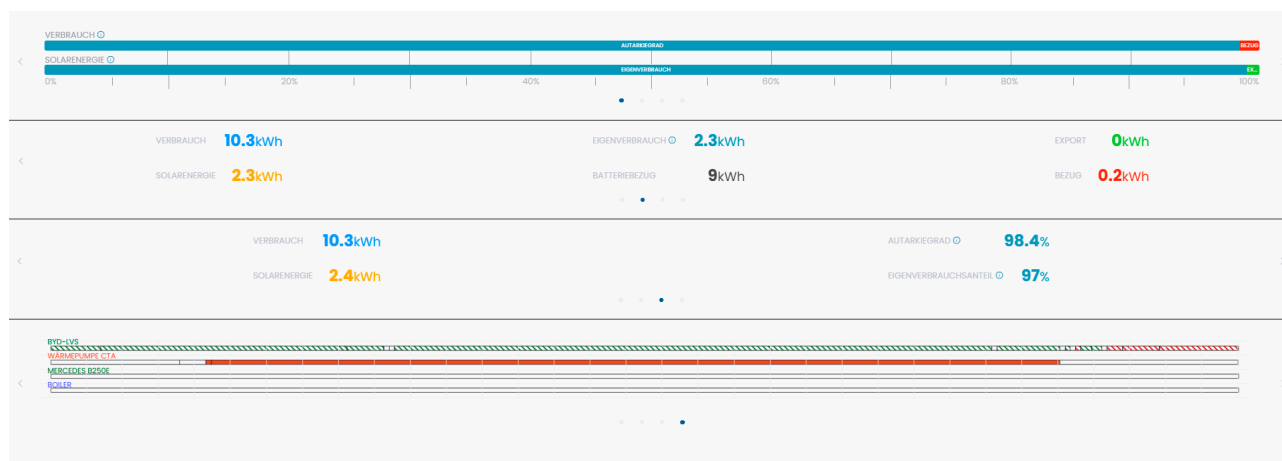 VERBRAUCH
AUTARKIEGRAD BEZUG
SOLARENERGIE
EIGENVERBRAUCH EX...
0% 20% 40% 60% 80% 100%
VERBRAUCH 10.3kWh EIGENVERBRAUCH 2.3kWh EXPORT 0kWh
SOLARENERGIE 2.3kWh BATTERIEBEZUG 9kWh BEZUG 0.2kWh
VERBRAUCH 10.3kWh AUTARKIEGRAD 98.4%
SOLARENERGIE 2.4kWh EIGENVERBRAUCHSANTEIL 97%
BYD-LVS
WÄRMEPUMPE CTA
MERCEDES B250E
BOILER